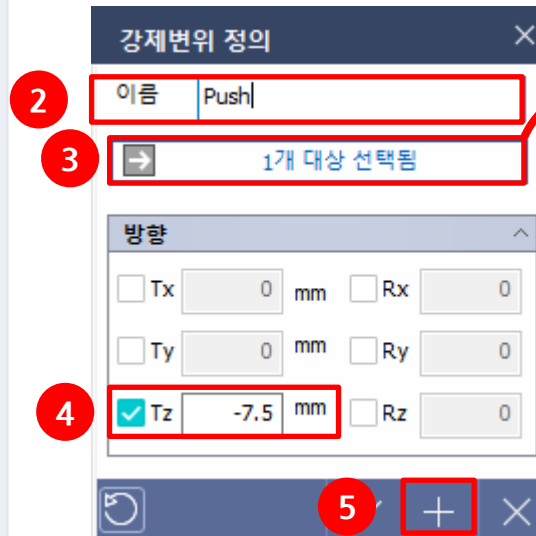 강제변위 정의
2
이름 Push
3
1개 대상 선택됨
방향
Tx 0 mm Rx 0
Ty 0 mm Ry 0
4
Tz -7.5 mm Rz 0
5